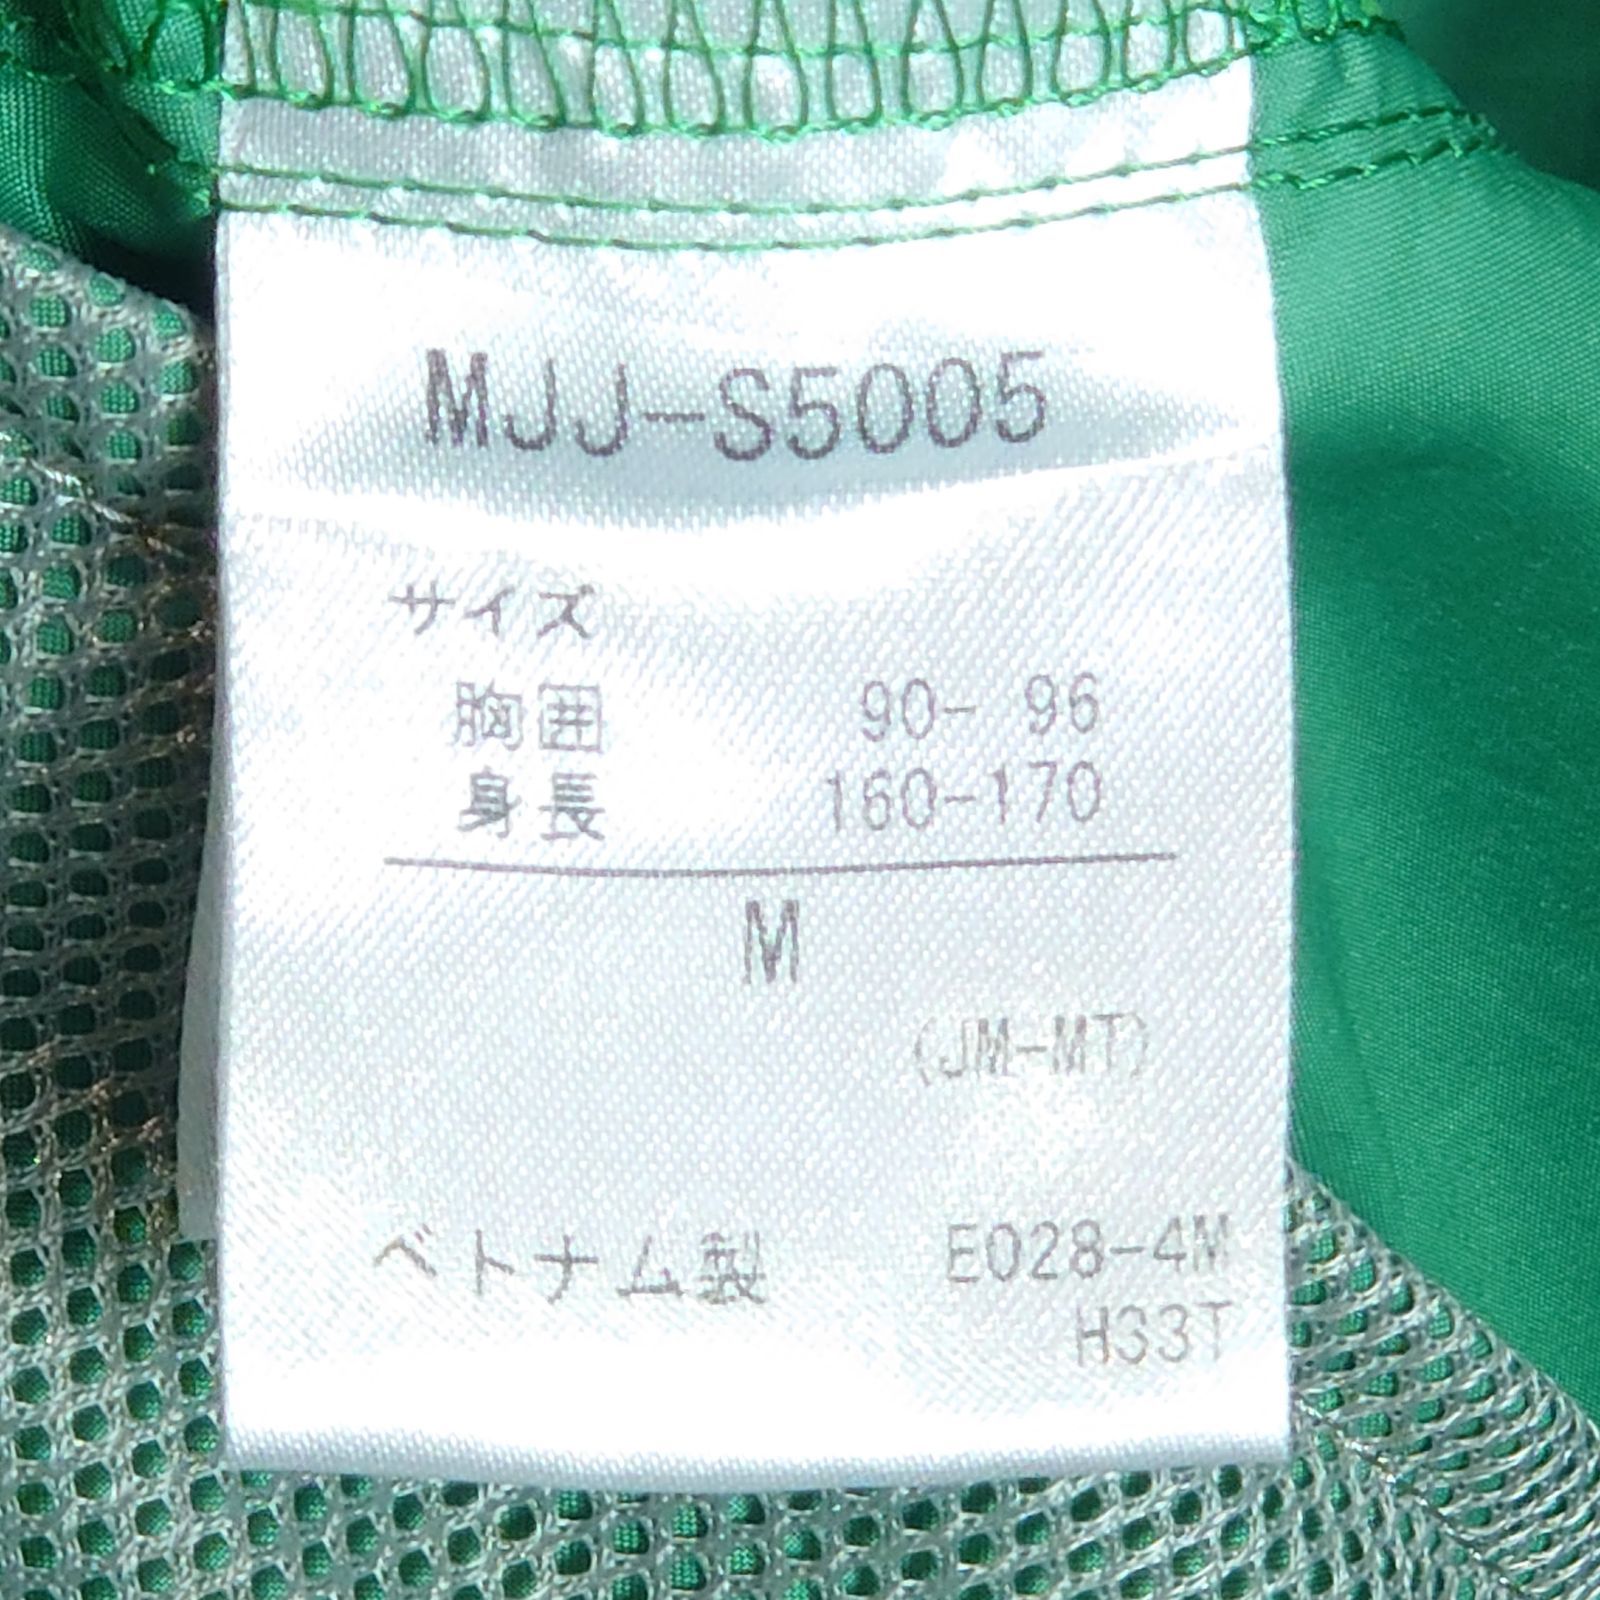 MJJ-S5005
サイズ
胸囲 90- 96
身長 160-170
M
(JM-MT)
ベトナム製 E028-4M
H33T